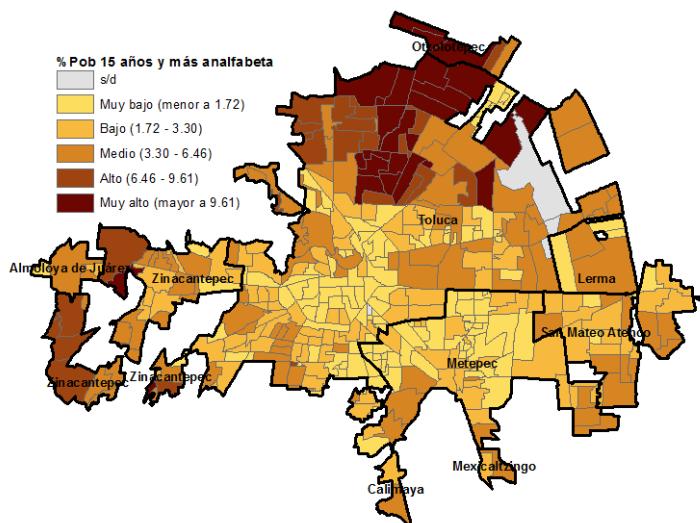 Otzolotepec
% Pob 15 años y más analfabeta
s/d
Muy bajo (menor a 1.72)
Bajo (1.72 - 3.30)
Medio (3.30 - 6.46)
Alto (6.46 - 9.61)
Muy alto (mayor a 9.61)
Toluca
Almoloya de Juárez
Zinacantepec
Lerma
San Mateo Atenco
Metepec
Zinacantepec
Zinacantepec
Mexicaltzingo
Calimaya